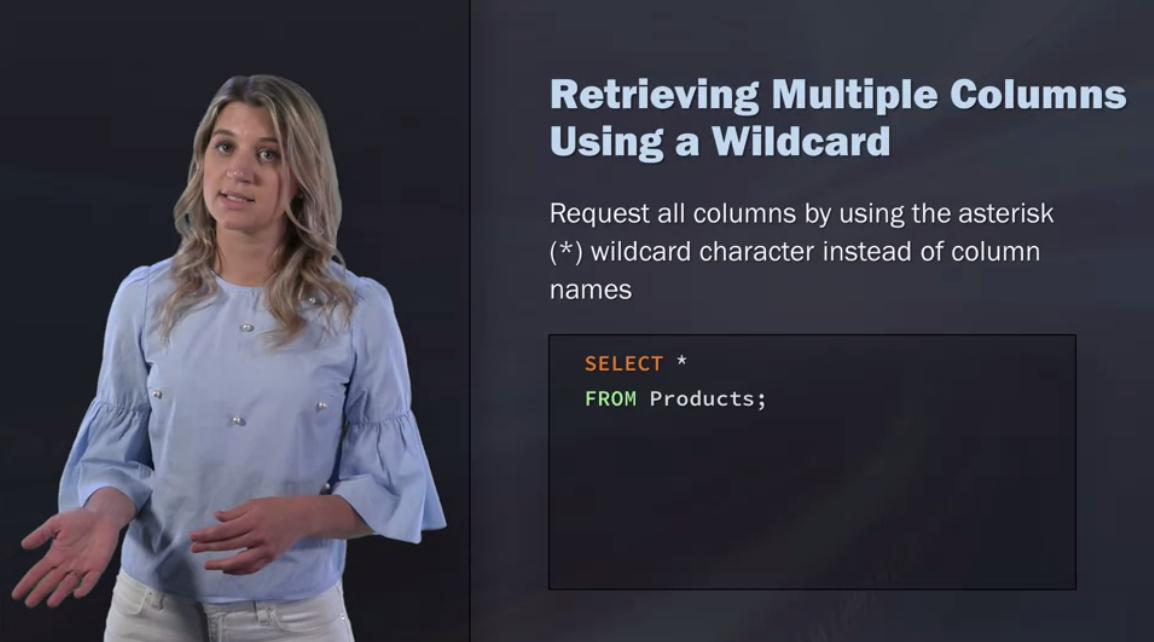 Retrieving Multiple Columns
Using a Wildcard
Request all columns by using the asterisk
(*) wildcard character instead of column
names
SELECT *
FROM Products;